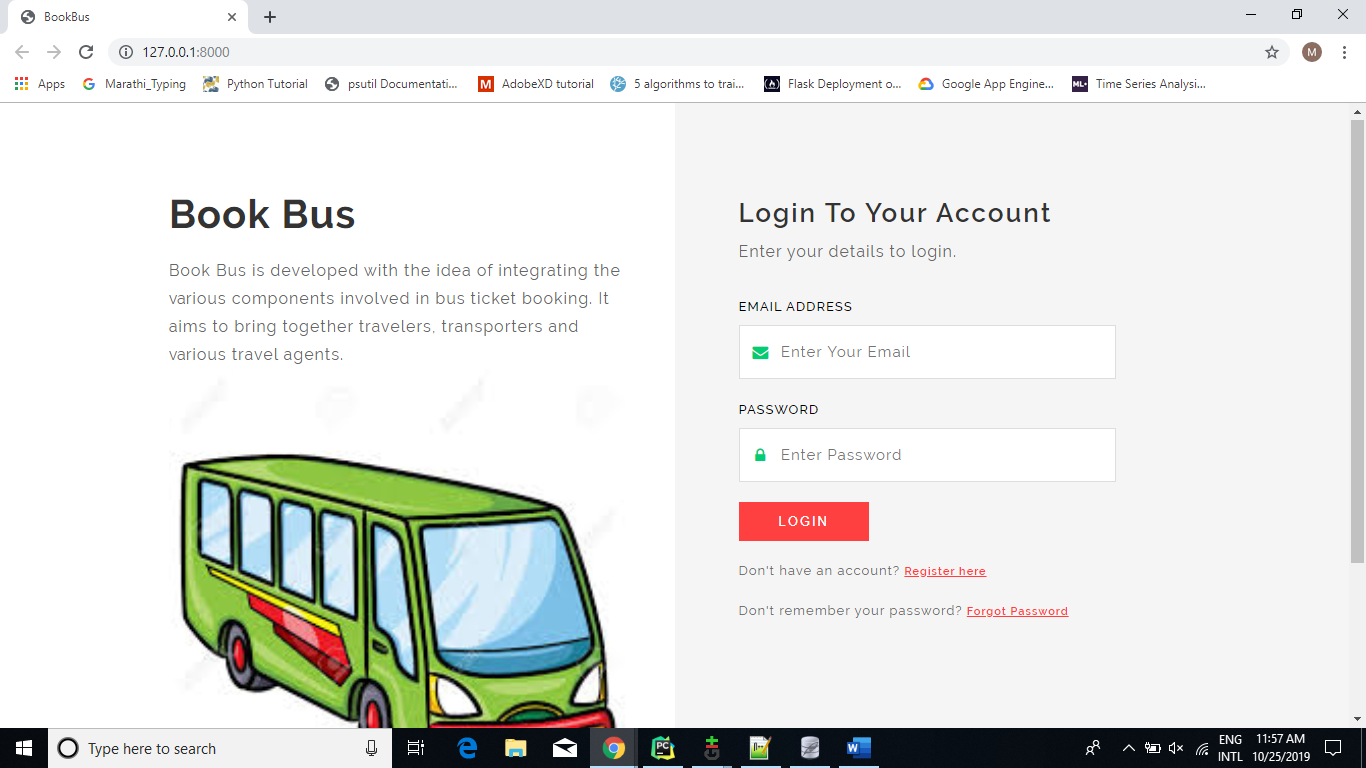 BookBus
127.0.0.1:8000
M
Apps
Marathi_Typing
Python Tutorial
psutil Documentati...
M
AdobeXD tutorial
5 algorithms to trai...
Flask Deployment o...
Google App Engine...
ML
Time Series Analysi...
Book Bus
Book Bus is developed with the idea of integrating the
various components involved in bus ticket booking. It
aims to bring together travelers, transporters and
various travel agents.
Login To Your Account
Enter your details to login.
EMAIL ADDRESS
Enter Your Email
PASSWORD
Enter Password
LOGIN
Don't have an account? Register here
Don't remember your password? Forgot Password
Type here to search
PC
W
ENG
INTL
11:57 AM
10/25/2019